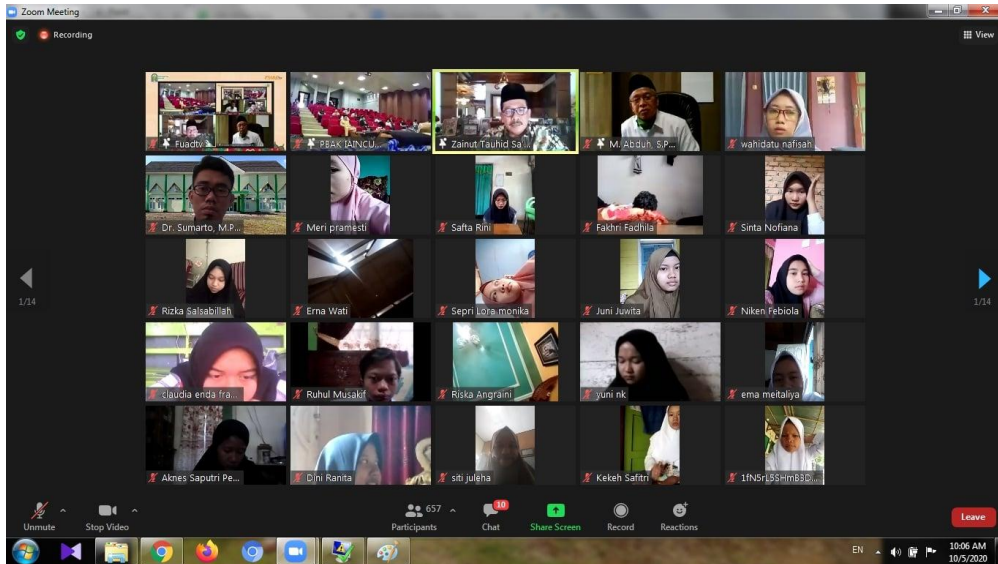 Zoom Meeting
Recording
View
Fuadtv
PBAK IAINCU...
Zainut Tauhid Sa'...
M. Abduh, S.P...
wahidatu nafisah
Dr. Sumarto, M.P...
Meri pramesti
Safta Rini
Fakhri Fadhila
Sinta Nofiana
Rizka Salsabillah
Erna Wati
Sepri Lora monika
Juni Juwita
Niken Febiola
1/14
1/14
claudia enda fra...
Ruhul Musakif
Riska Angraini
yuni nk
ema meitaliya
Aknes Saputri Pe...
Dini Ranita
siti juleha
Kekeh Safitri
657
10
Unmute
Stop Video
Participants
Chat
Share Screen
Record
Reactions
Leave
EN
10:06 AM
10/5/2020